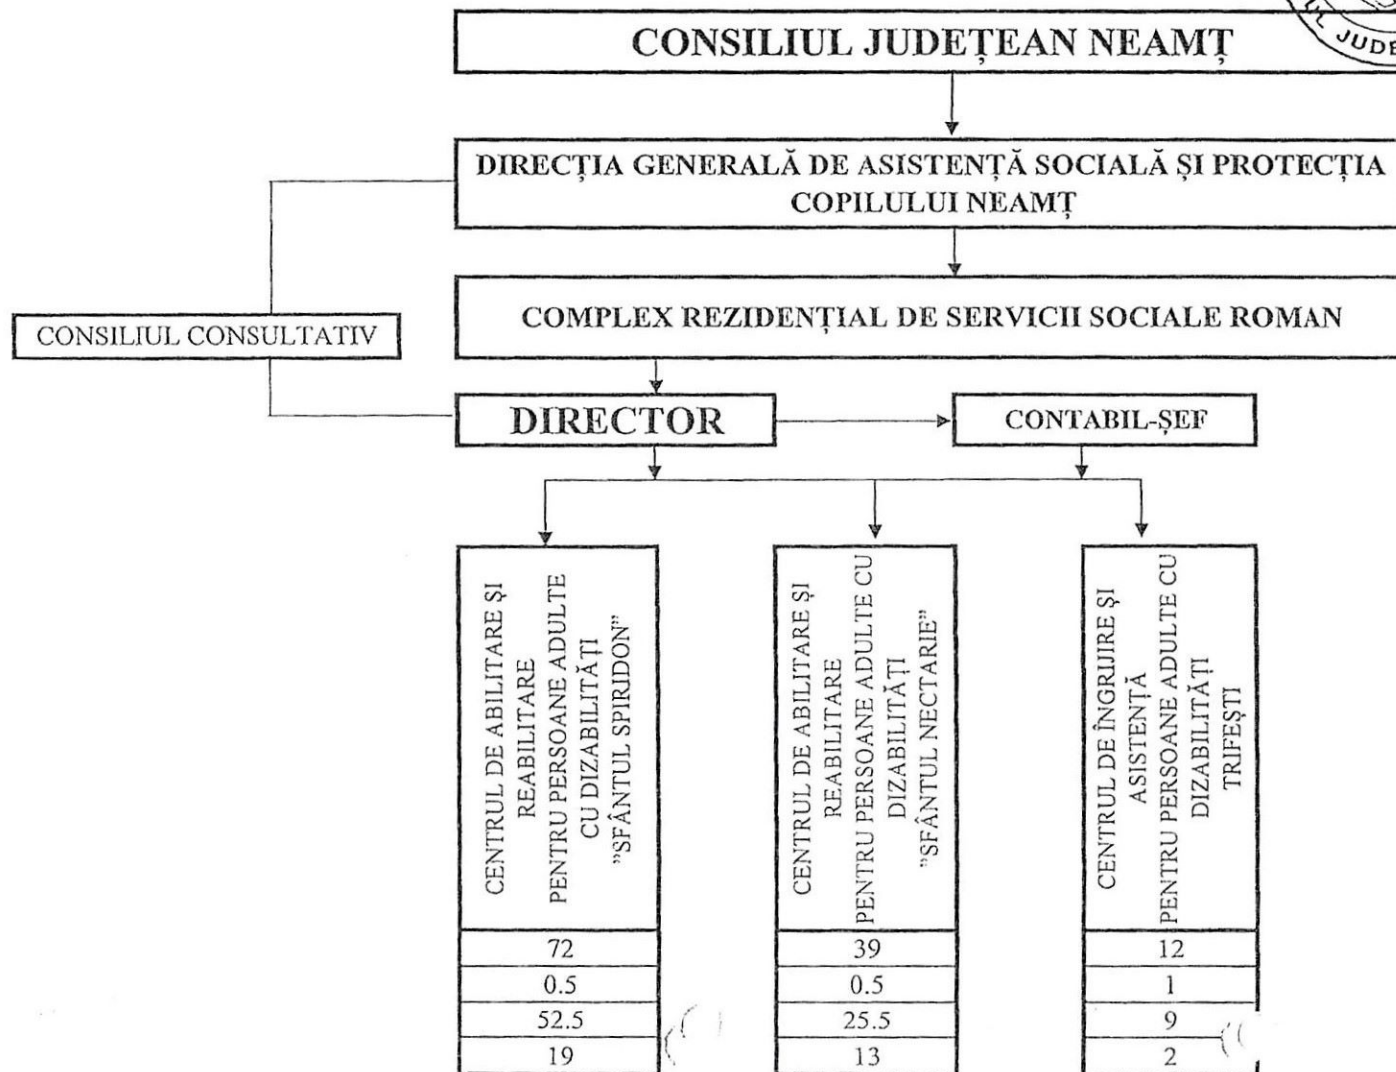 CONSILIUL JUDEȚEAN NEAMȚ
JUDE
DIRECȚIA GENERALĂ DE ASISTENȚĂ SOCIALĂ ȘI PROTECȚIA
COPILULUI NEAMȚ
COMPLEX REZIDENȚIAL DE SERVICII SOCIALE ROMAN
CONSILIUL CONSULTATIV
DIRECTOR
CONTABIL-ȘEF
CENTRUL DE ABILITARE ȘI
REABILITARE
PENTRU PERSOANE ADULTE
CU DIZABILITĂȚI
”SFÂNTUL SPIRIDON”
72
0.5
52.5
19
CENTRUL DE ABILITARE ȘI
REABILITARE
PENTRU PERSOANE ADULTE CU
DIZABILITĂȚI
”SFÂNTUL NECTARIE”
39
0.5
25.5
13
CENTRUL DE ÎNGRIJIRE ȘI
ASISTENȚĂ
PENTRU PERSOANE ADULTE CU
DIZABILITĂȚI
TRIFEȘTI
12
1
9
2